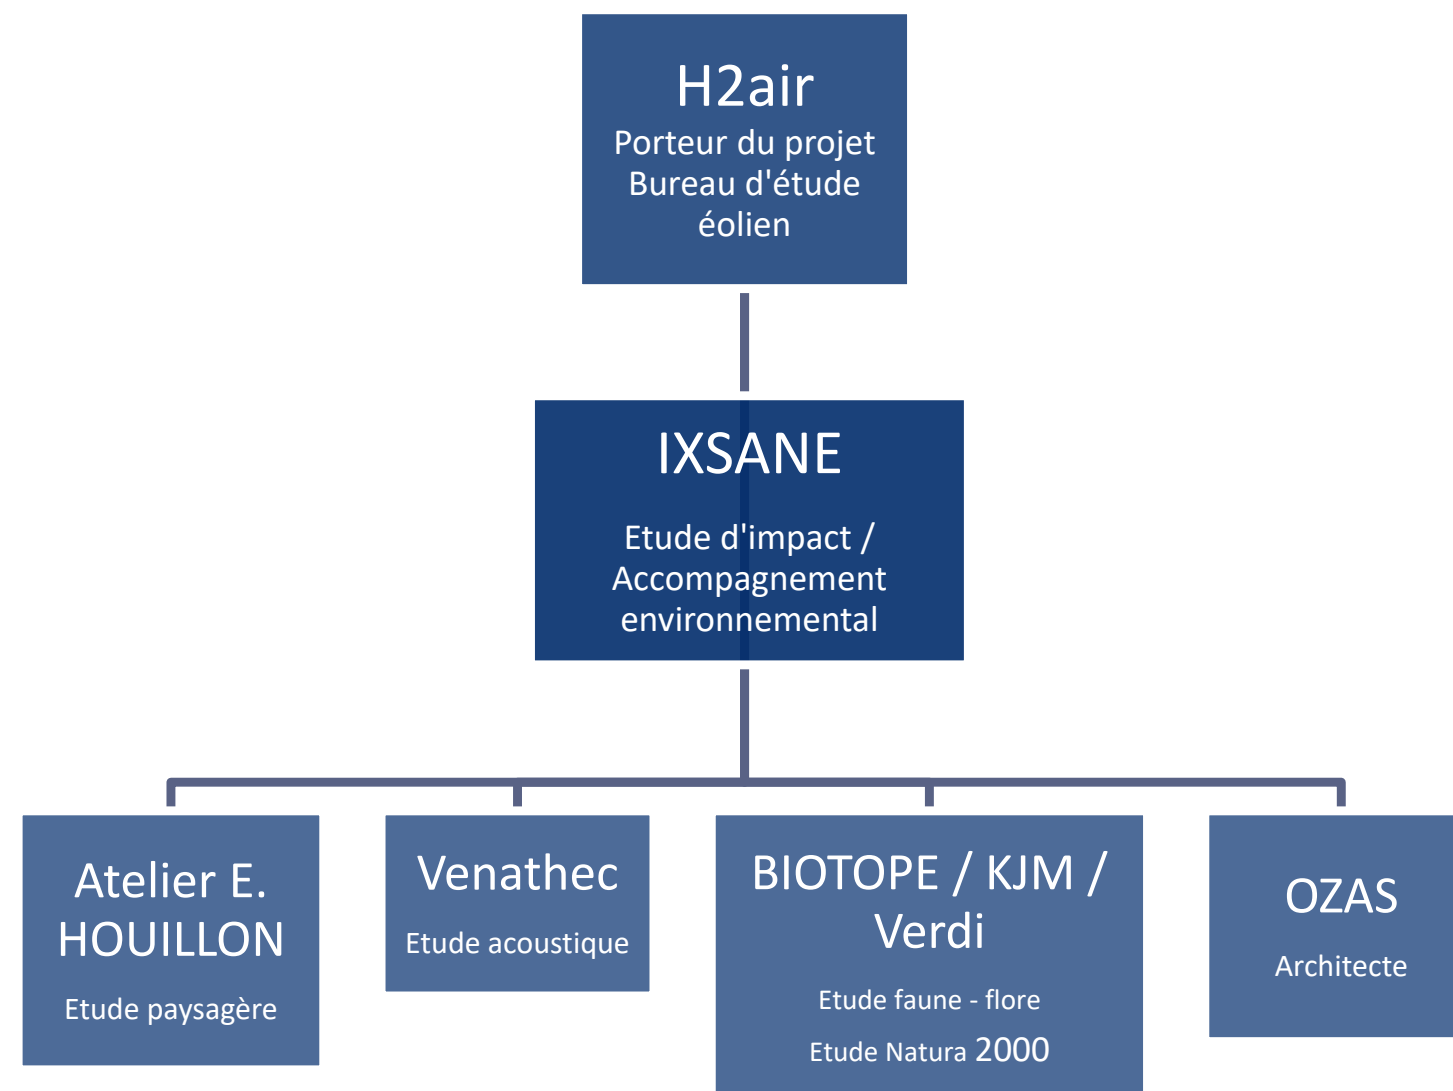 H2air
Porteur du projet
Bureau d'étude
éolien
IXSANE
Etude d'impact /
Accompagnement
environnemental
Atelier E.
HOUILLON
Etude paysagère
Venathec
Etude acoustique
BIOTOPE / KJM /
Verdi
Etude faune - flore
Etude Natura 2000
OZAS
Architecte